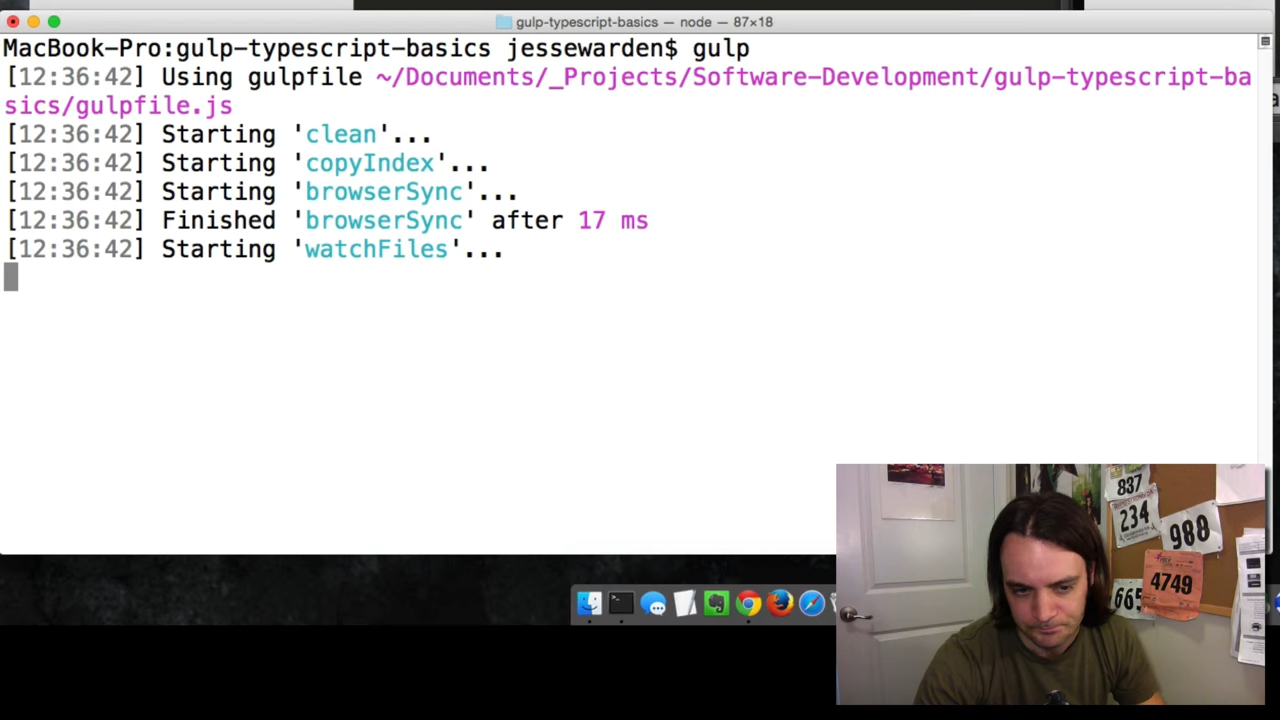 gulp-typescript-basics — node — 87×18
MacBook-Pro:gulp-typescript-basics jessewarden$ gulp
[12:36:42] Using gulpfile ~/Documents/_Projects/Software-Development/gulp-typescript-ba
sics/gulpfile.js
[12:36:42] Starting 'clean'...
[12:36:42] Starting 'copyIndex'...
[12:36:42] Starting 'browserSync'...
[12:36:42] Finished 'browserSync' after 17 ms
[12:36:42] Starting 'watchFiles'...
837
234
988
4749
665